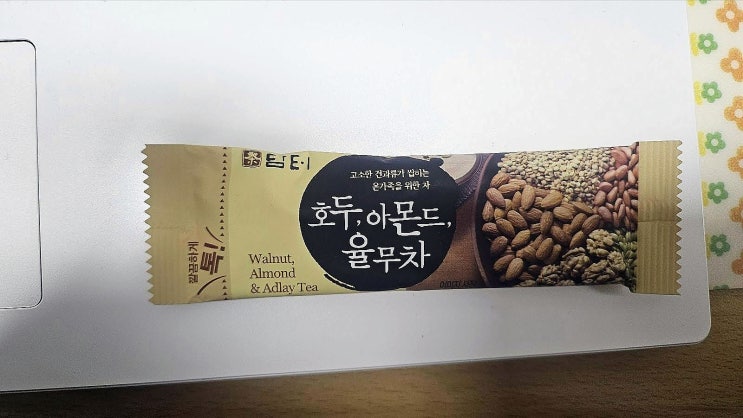 담터
고소한 견과류가 씹히는
온가족을 위한 차
호두, 아몬드,
율무차
Walnut,
Almond
& Adlay Tea
깔끔하게
톡!